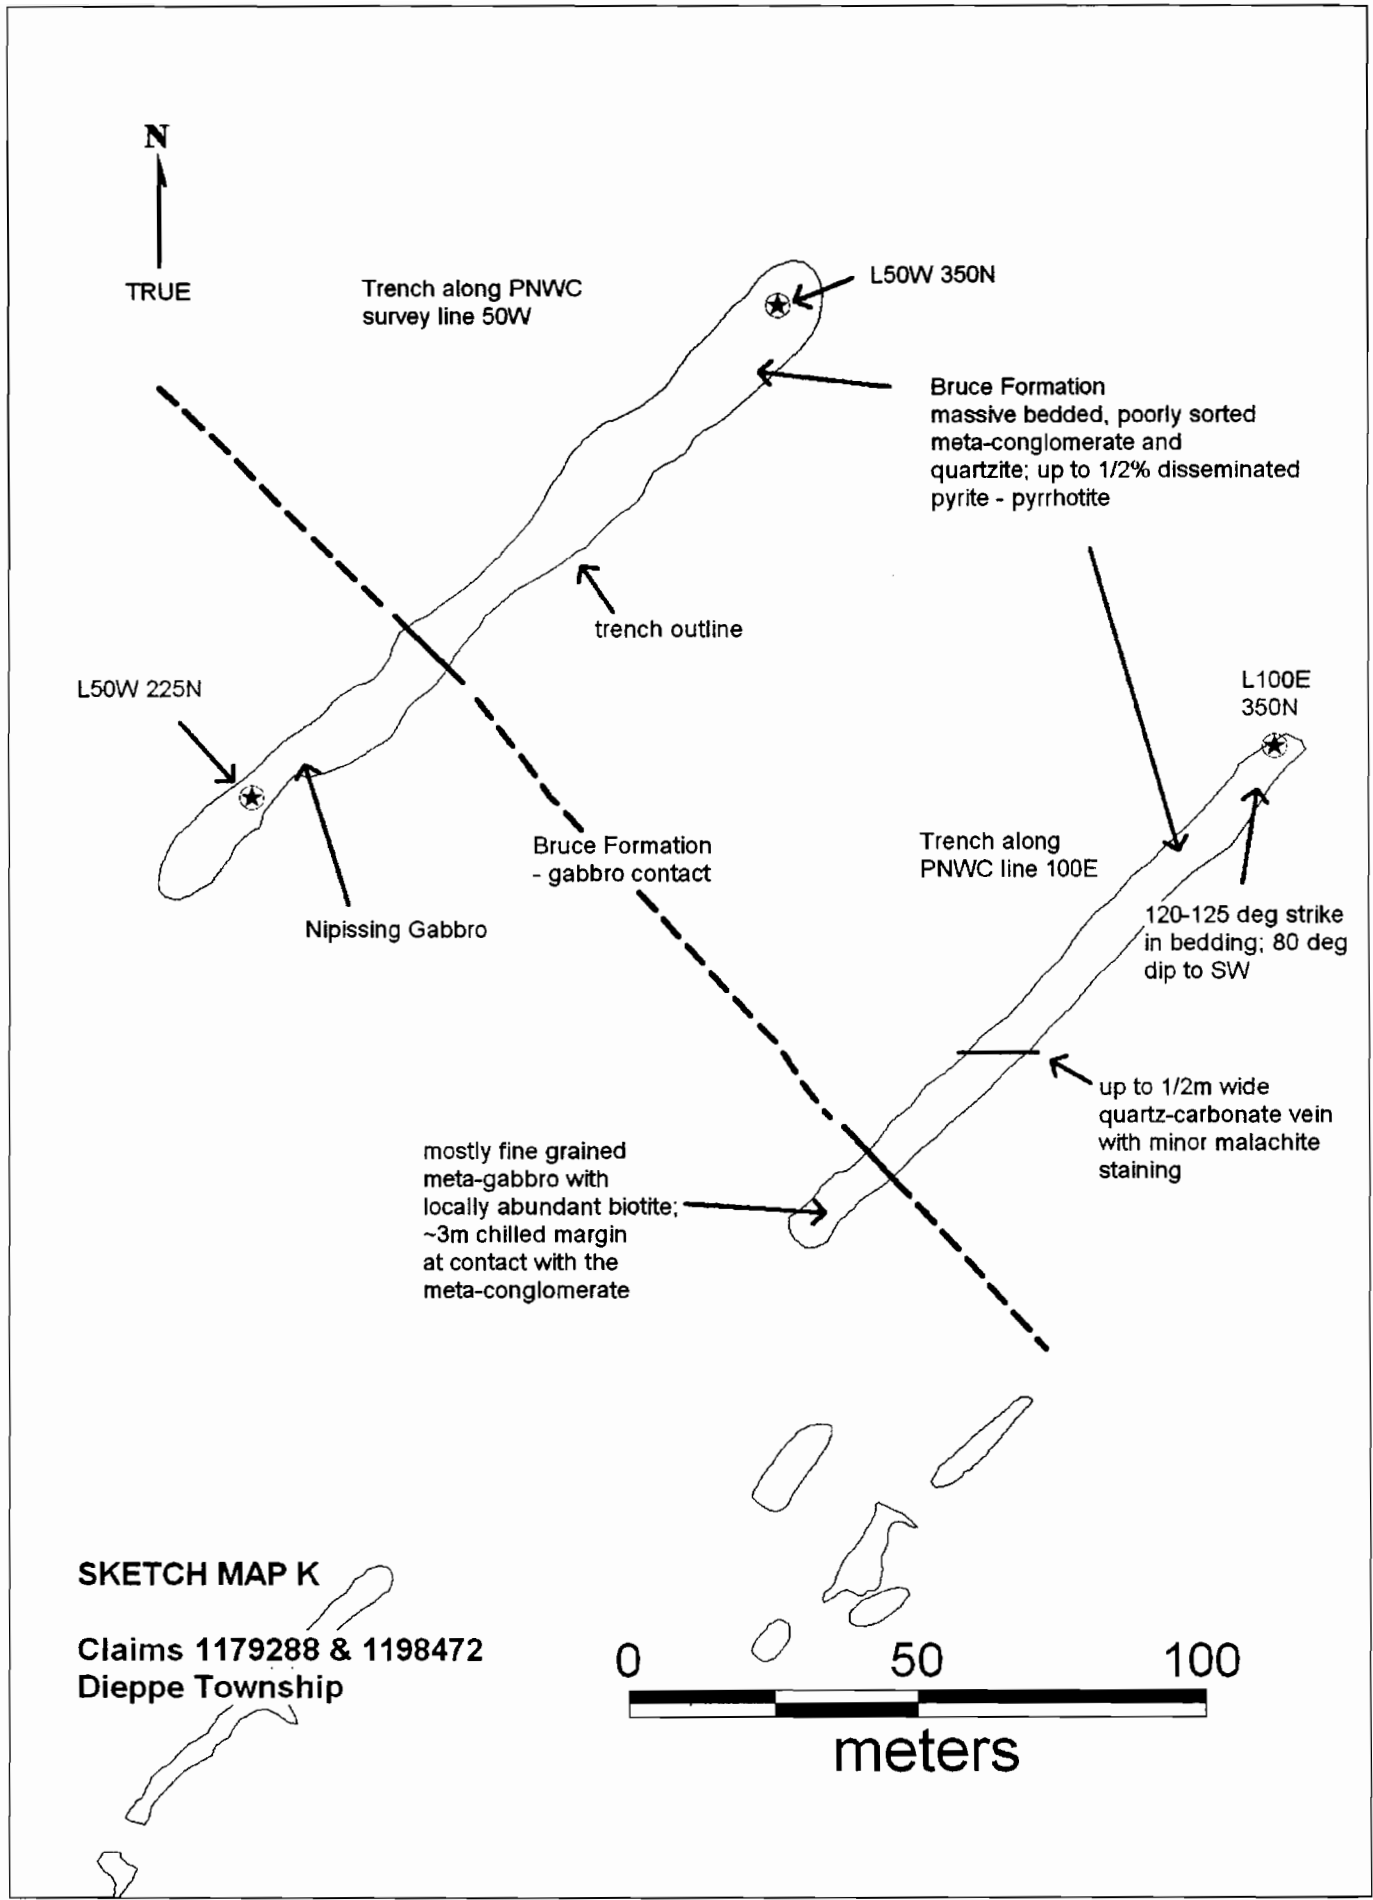 N
TRUE
Trench along PNWC
survey line 50W
L50W 350N
Bruce Formation
massive bedded, poorly sorted
meta-conglomerate and
quartzite; up to 1/2% disseminated
pyrite - pyrrhotite
trench outline
L50W 225N
L100E
350N
Bruce Formation
- gabbro contact
Trench along
PNWC line 100E
Nipissing Gabbro
120-125 deg strike
in bedding; 80 deg
dip to SW
up to 1/2m wide
quartz-carbonate vein
with minor malachite
staining
mostly fine grained
meta-gabbro with
locally abundant biotite;
~3m chilled margin
at contact with the
meta-conglomerate
SKETCH MAP K
Claims 1179288 & 1198472
Dieppe Township
0 50 100
meters